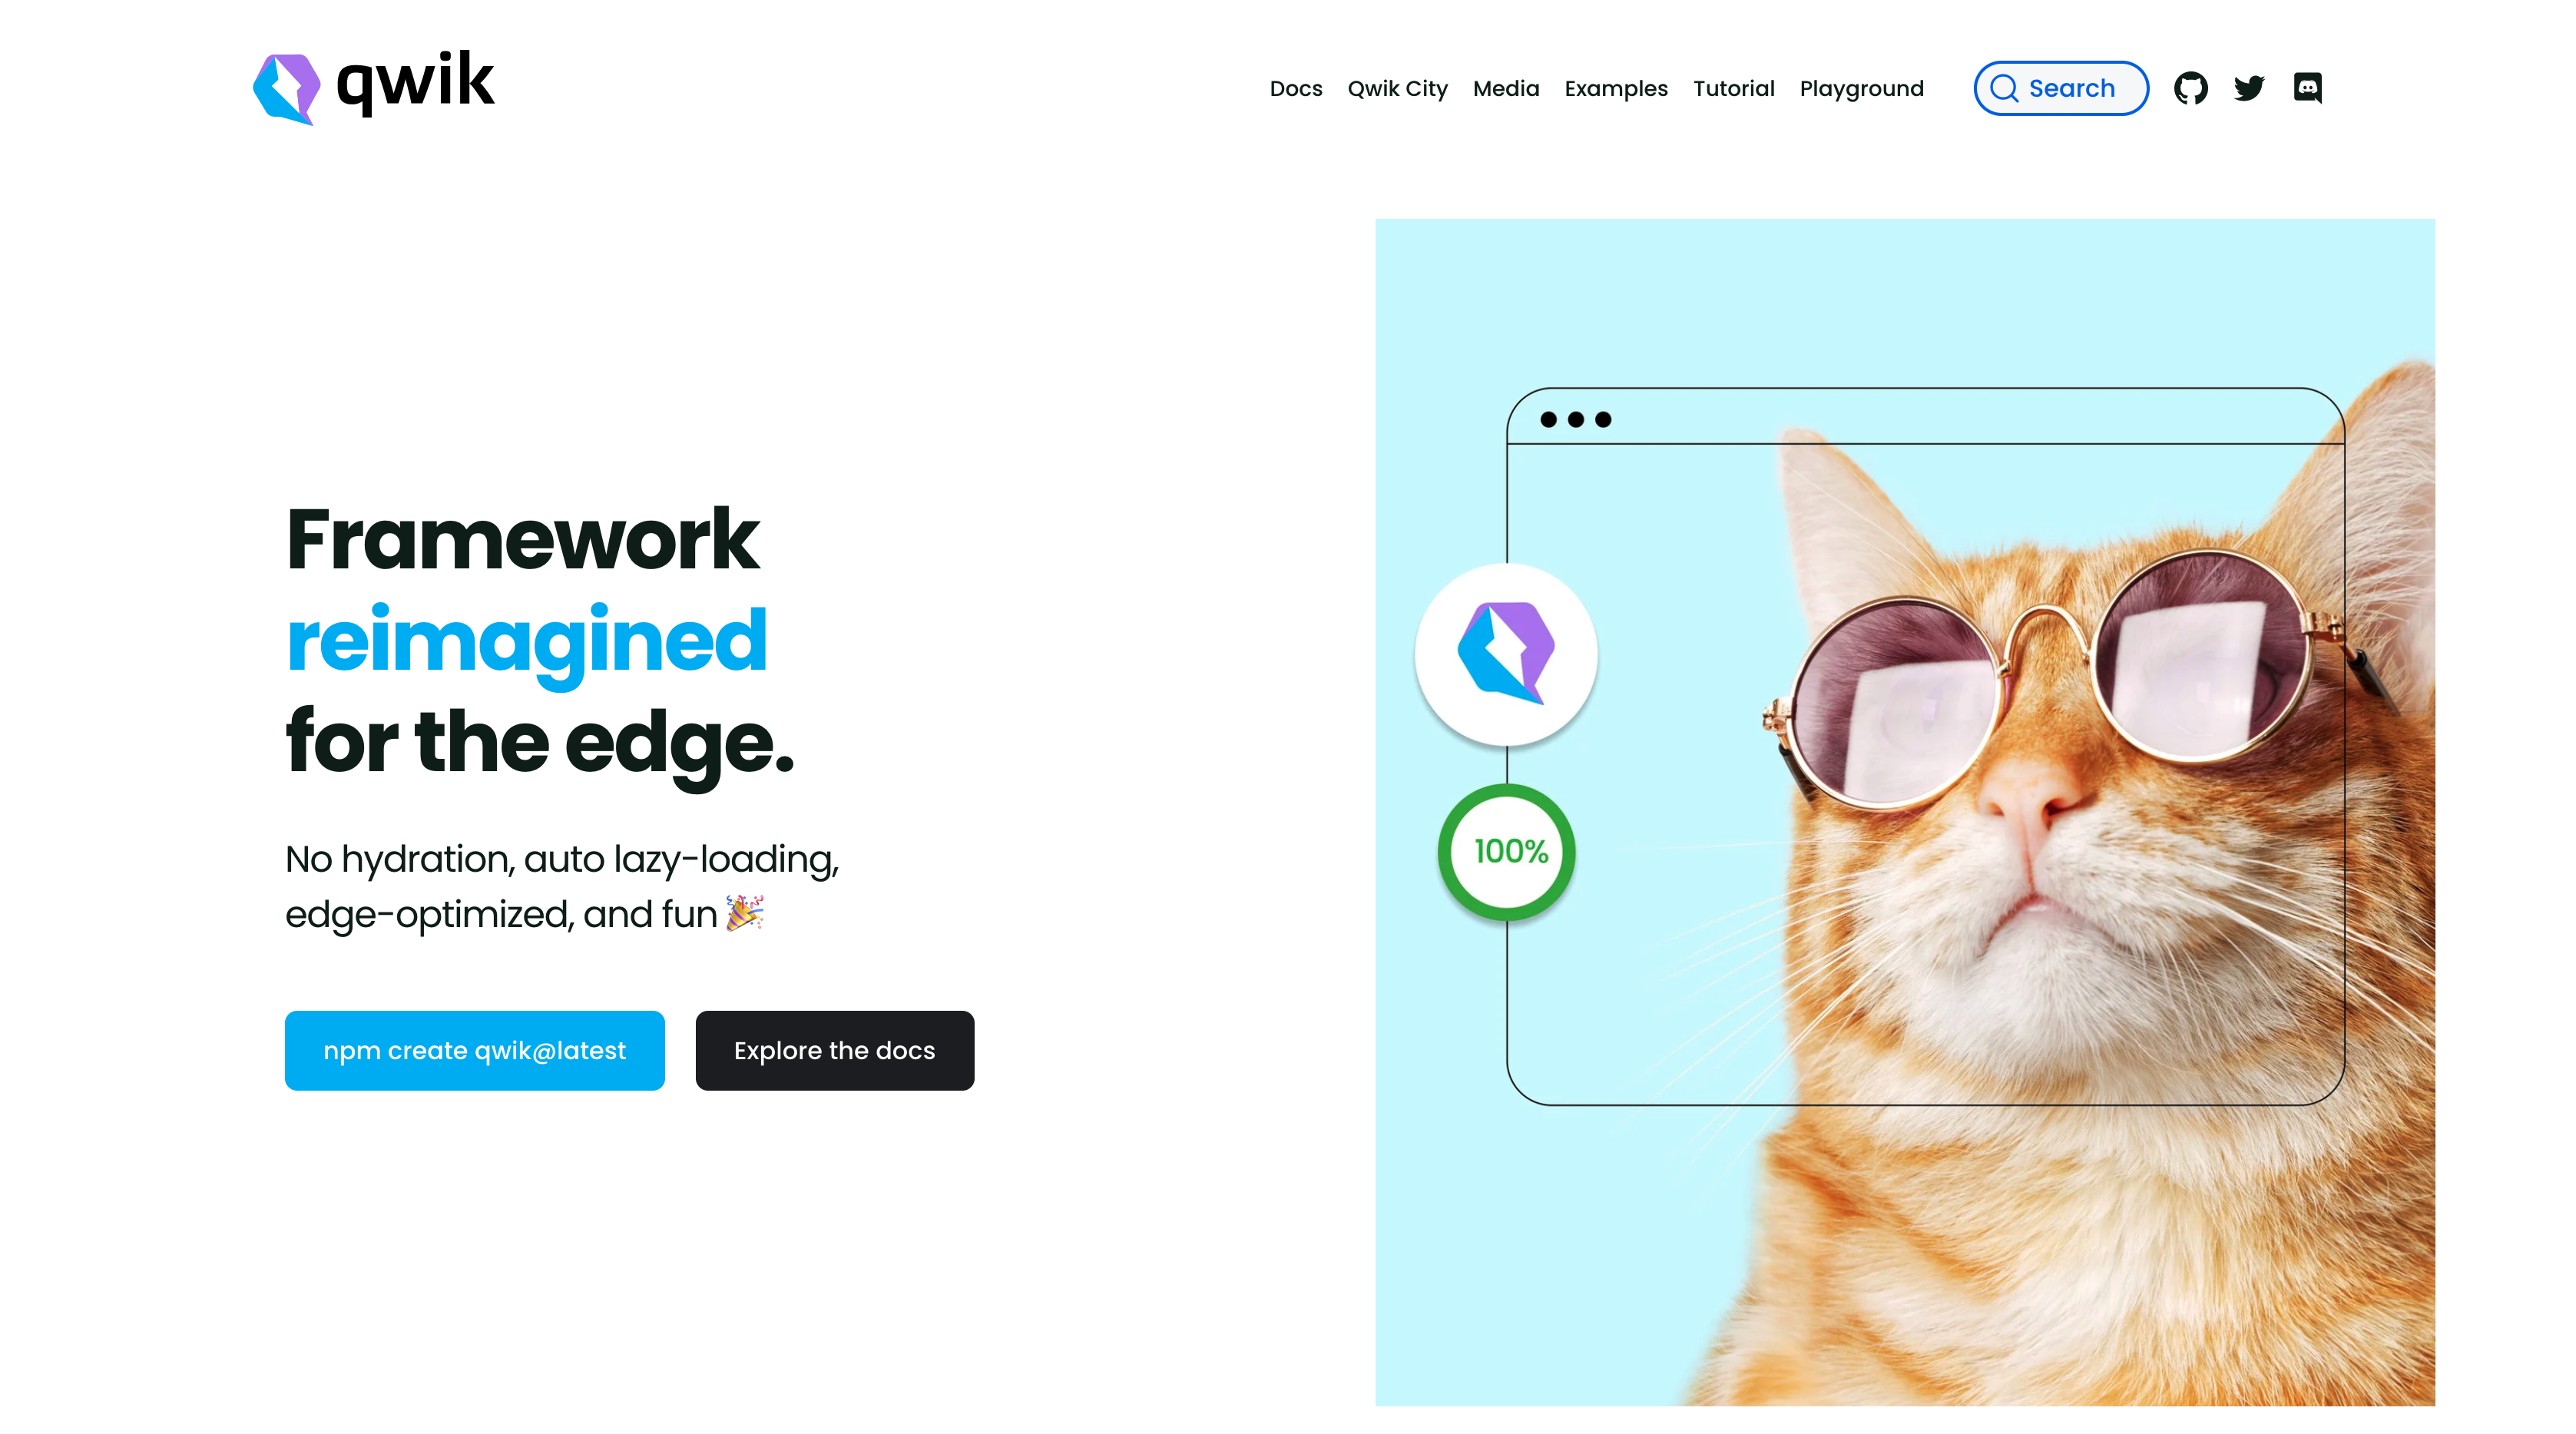 qwik
Docs Qwik City Media Examples Tutorial Playground Search
Framework
reimagined
for the edge.
No hydration, auto lazy-loading,
edge-optimized, and fun 🎉
npm create qwik@latest Explore the docs
100%